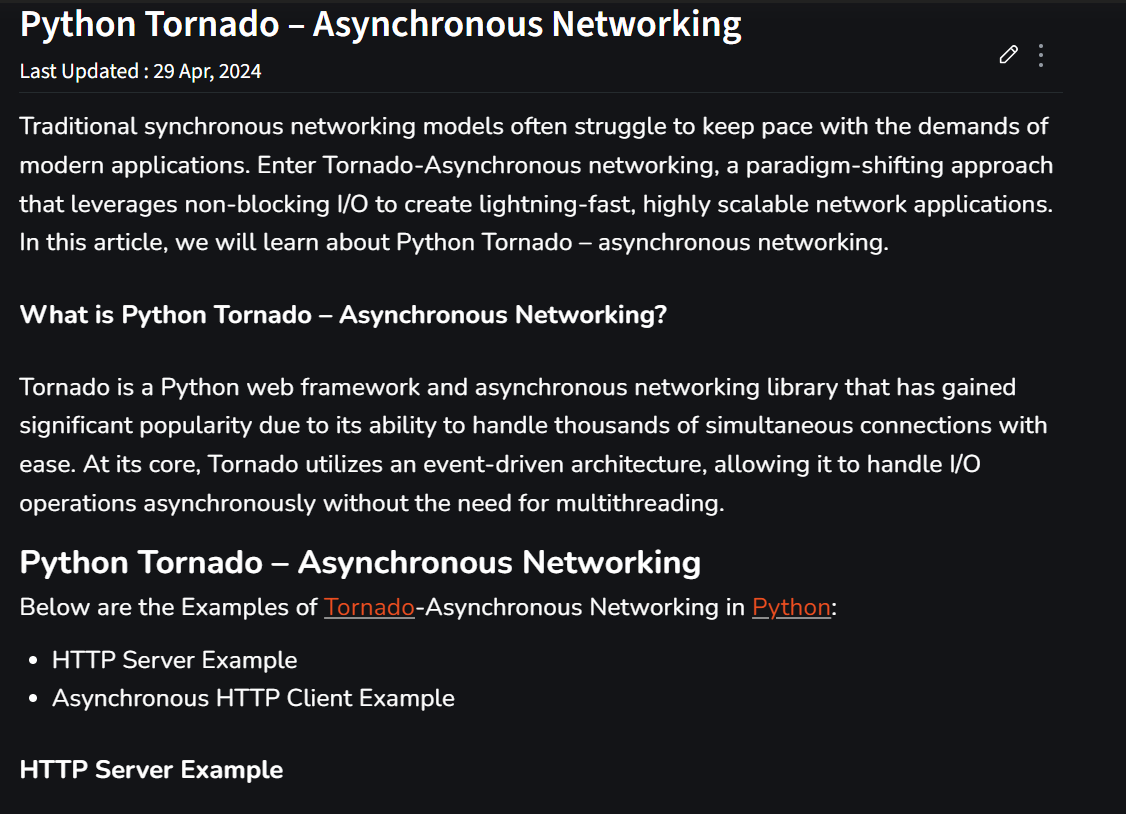 Python Tornado – Asynchronous Networking
Last Updated : 29 Apr, 2024
Traditional synchronous networking models often struggle to keep pace with the demands of
modern applications. Enter Tornado-Asynchronous networking, a paradigm-shifting approach
that leverages non-blocking I/O to create lightning-fast, highly scalable network applications.
In this article, we will learn about Python Tornado – asynchronous networking.
What is Python Tornado – Asynchronous Networking?
Tornado is a Python web framework and asynchronous networking library that has gained
significant popularity due to its ability to handle thousands of simultaneous connections with
ease. At its core, Tornado utilizes an event-driven architecture, allowing it to handle I/O
operations asynchronously without the need for multithreading.
Python Tornado – Asynchronous Networking
Below are the Examples of Tornado-Asynchronous Networking in Python:
• HTTP Server Example
• Asynchronous HTTP Client Example
HTTP Server Example